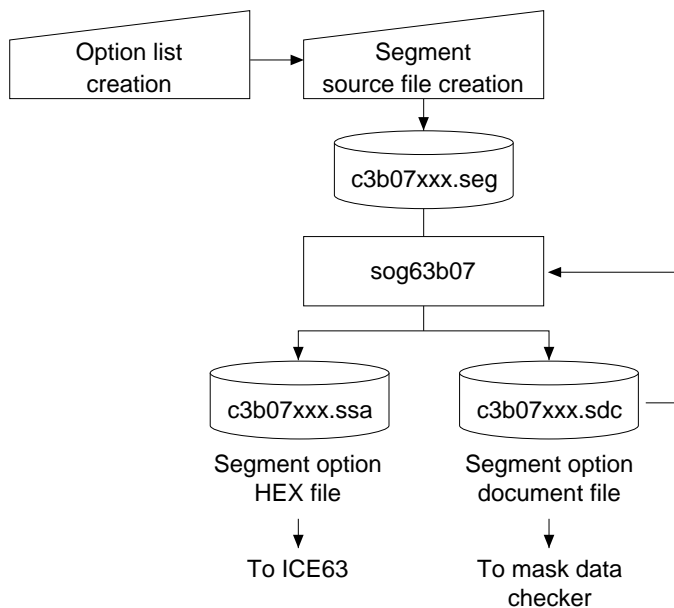 Option list
creation
Segment
source file creation
c3b07xxx.seg
sog63b07
c3b07xxx.ssa
c3b07xxx.sdc
Segment option
HEX file
Segment option
document file
To ICE63
To mask data
checker